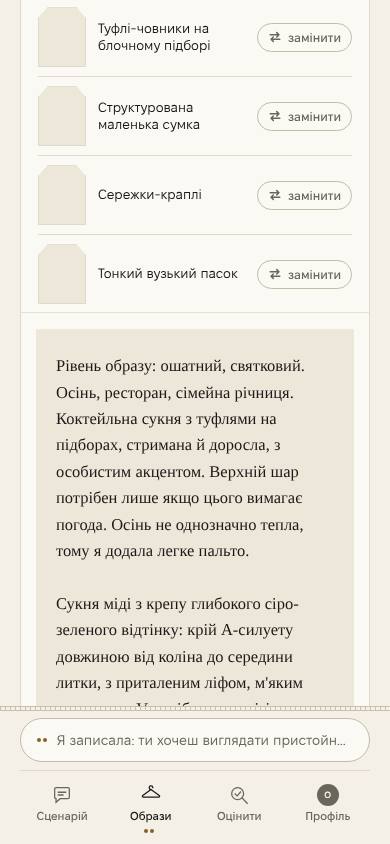 Туфлі-човники на
блочному підборі
замінити
Структурована
маленька сумка
замінити
Сережки-краплі
замінити
Тонкий вузький пасок
замінити
Рівень образу: ошатний, святковий.
Осінь, ресторан, сімейна річниця.
Коктейльна сукня з туфлями на
підборах, стримана й доросла, з
особистим акцентом. Верхній шар
потрібен лише якщо цього вимагає
погода. Осінь не однозначно тепла,
тому я додала легке пальто.
Сукня міді з крепу глибокого сіро-
зеленого відтінку: крій А-силуету
довжиною від коліна до середини
литки, з приталеним ліфом, м'яким
Я записала: ти хочеш виглядати пристойн...
Сценарій
Образи
Оцінити
О
Профіль